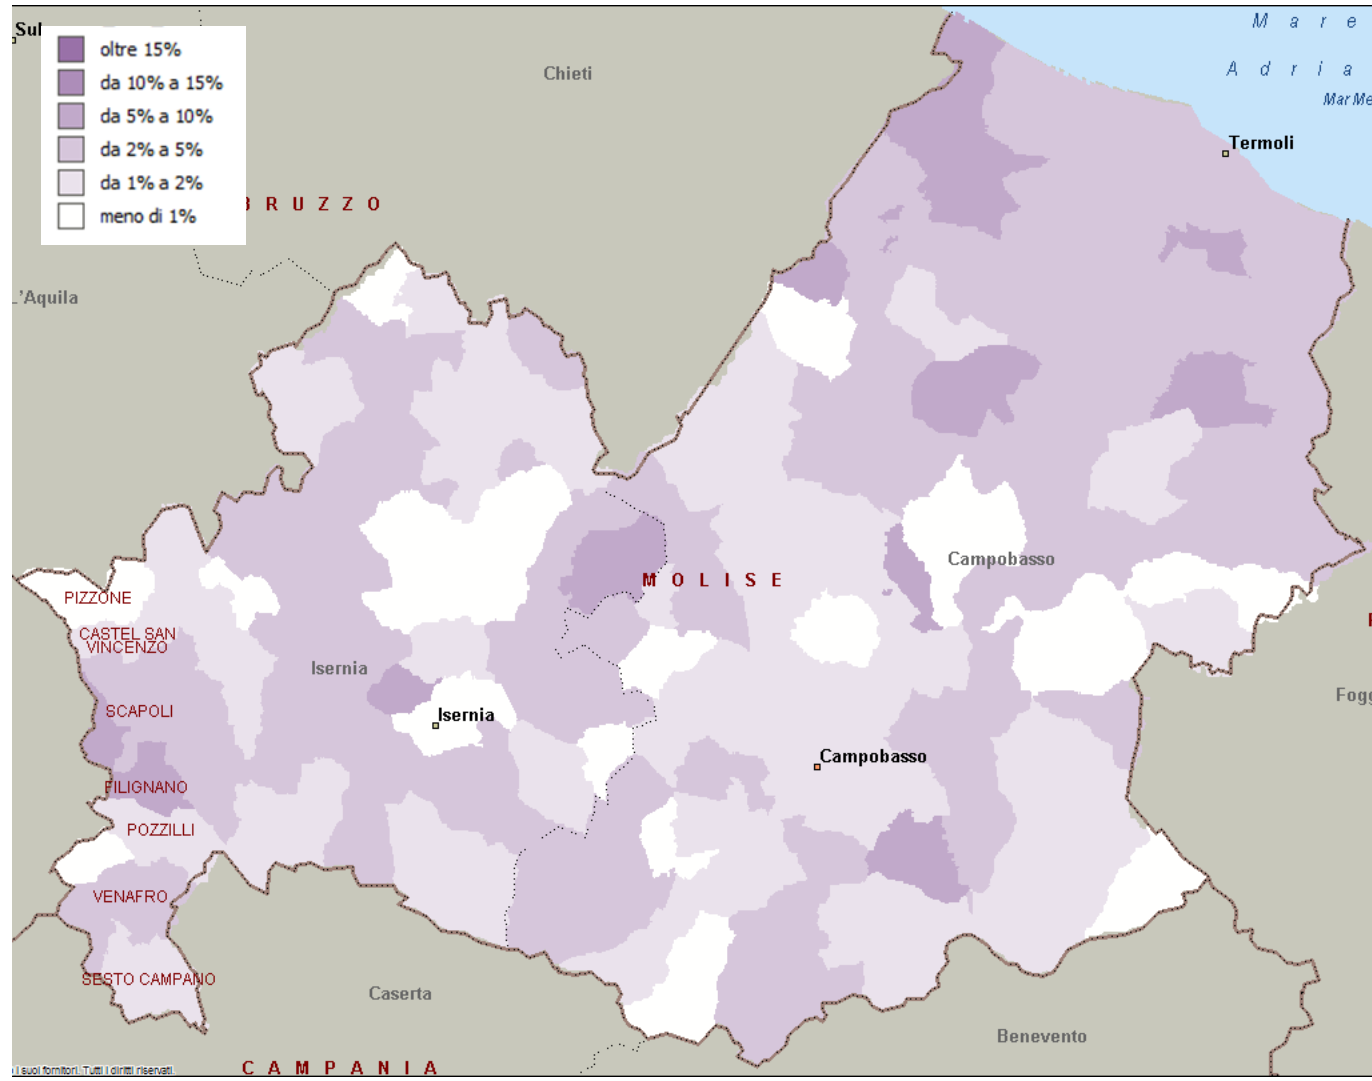 Sul
oltre 15%
da 10% a 15%
da 5% a 10%
da 2% a 5%
da 1% a 2%
meno di 1%
M a r e
A d r i a
Mar Me
Chieti
Termoli
BRUZZO
L'Aquila
PIZZONE
CASTEL SAN
VINCENZO
MOLISE
Campobasso
Isernia
SCAPOLI
Isernia
Fogg
Campobasso
FILIGNANO
POZZILLI
VENAFRO
SESTO CAMPANO
Caserta
Benevento
CAMPANIA
i suoi fornitori. Tutti i diritti riservati.